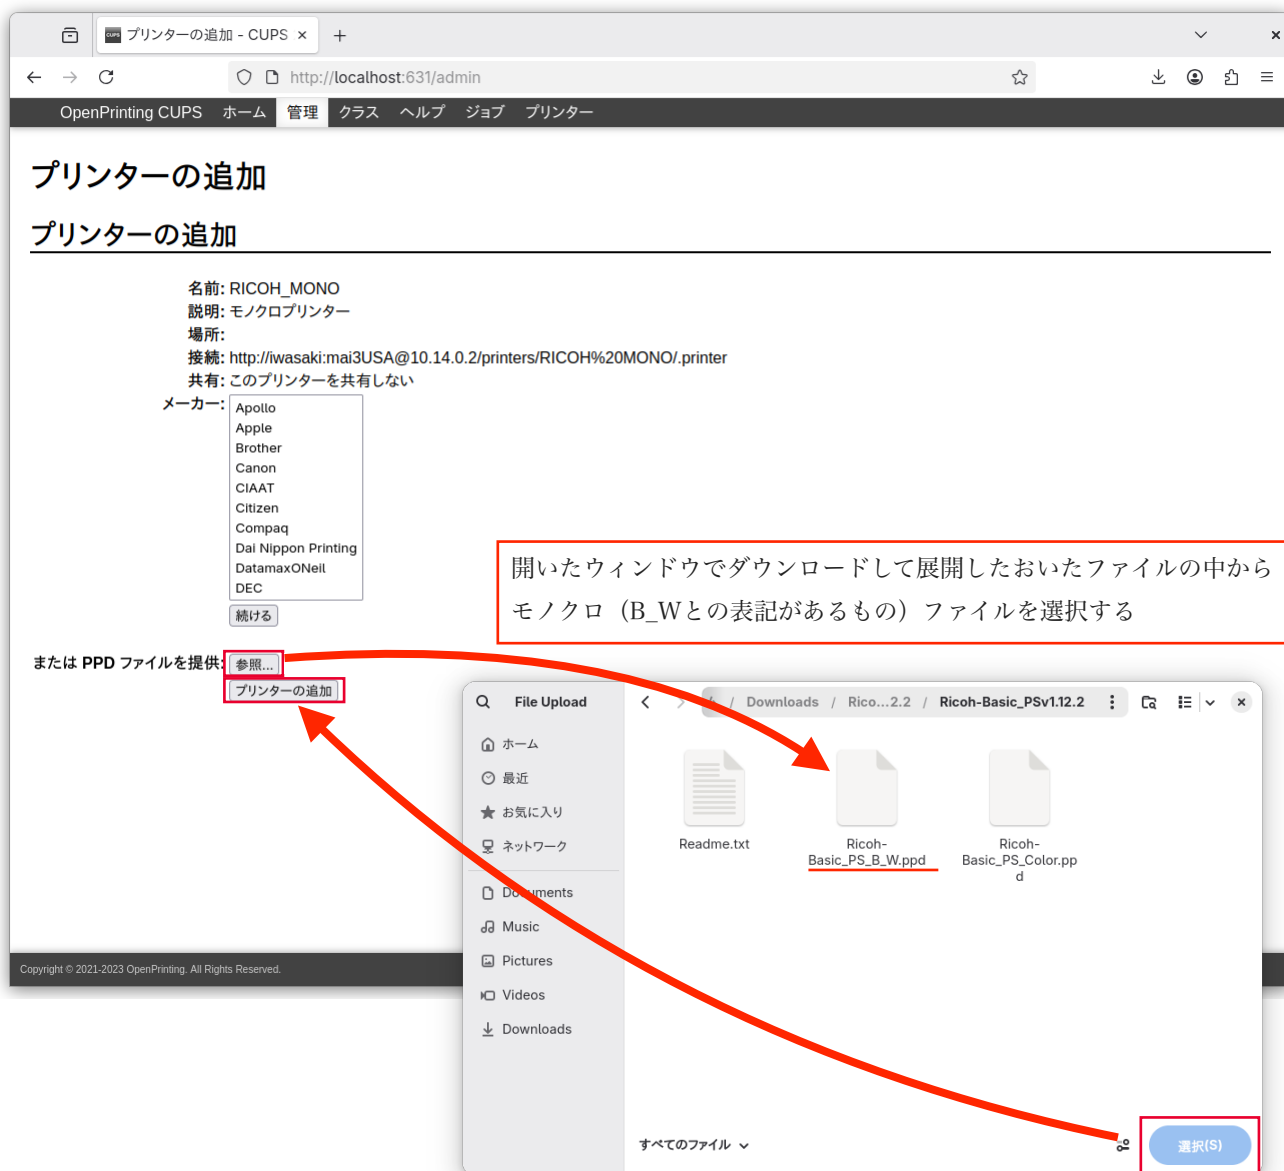 プリンターの追加 - CUPS
http://localhost:631/admin
OpenPrinting CUPS ホーム 管理 クラス ヘルプ ジョブ プリンター
プリンターの追加
プリンターの追加
名前: RICOH_MONO
説明: モノクロプリンター
場所:
接続: http://iwasaki:mai3USA@10.14.0.2/printers/RICOH%20MONO/.printer
共有: このプリンターを共有しない
メーカー:
Apollo
Apple
Brother
Canon
CIAAT
Citizen
Compaq
Dai Nippon Printing
DatamaxONeil
DEC
続ける
開いたウィンドウでダウンロードして展開したおいたファイルの中から
モノクロ（B_Wとの表記があるもの）ファイルを選択する
または PPD ファイルを提供: 参照...
プリンターの追加
File Upload
/ Downloads / Rico...2.2 / Ricoh-Basic_PSv1.12.2
ホーム
最近
お気に入り
ネットワーク
Documents
Music
Pictures
Videos
Downloads
Readme.txt
Ricoh-
Basic_PS_B_W.ppd
Ricoh-
Basic_PS_Color.pp
d
すべてのファイル
選択(S)
Copyright © 2021-2023 OpenPrinting. All Rights Reserved.